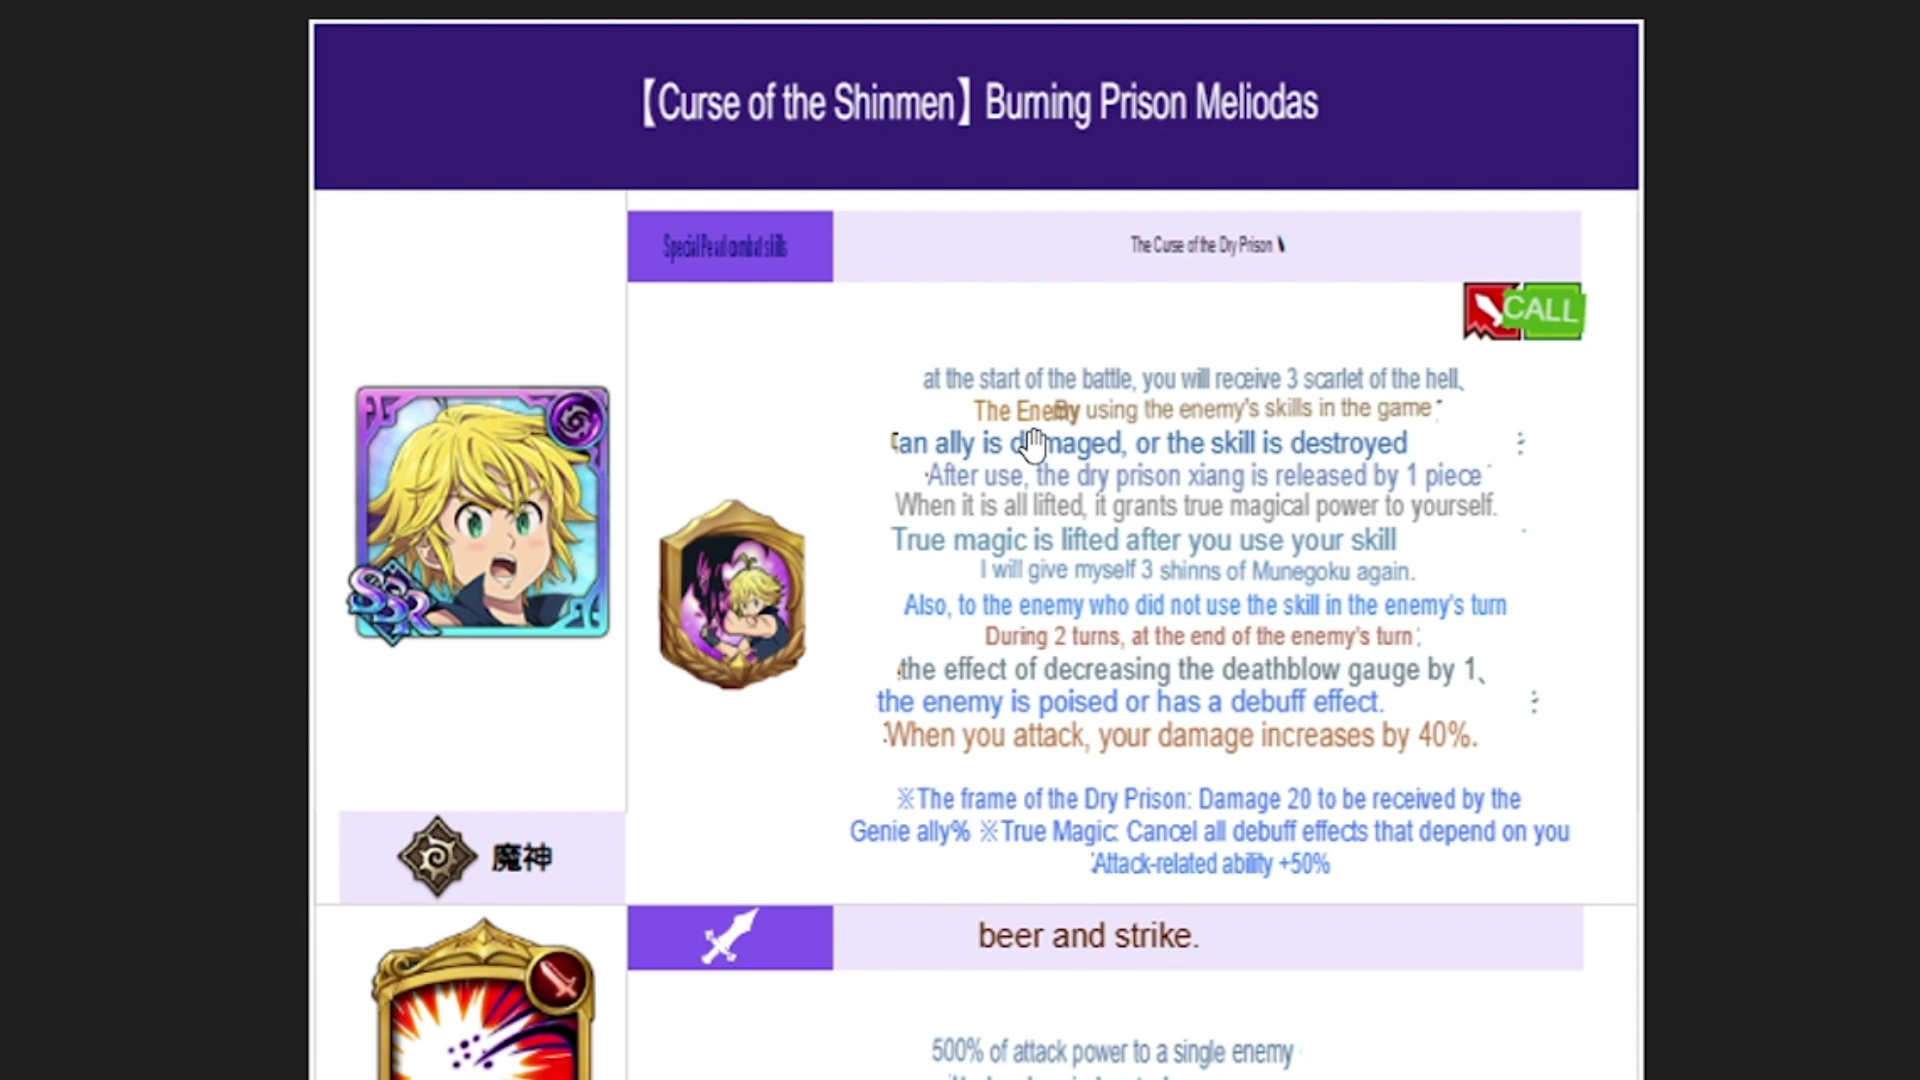 【Curse of the Shinmen】 Burning Prison Meliodas
Special Pearl combat skills
The Curse of the Dry Prison
CALL
at the start of the battle, you will receive 3 scarlet of the hell、
The Enemy
By using the enemy's skills in the game
an ally is damaged, or the skill is destroyed
After use, the dry prison xiang is released by 1 piece
When it is all lifted, it grants true magical power to yourself.
True magic is lifted after you use your skill
I will give myself 3 shinns of Munegoku again.
Also, to the enemy who did not use the skill in the enemy's turn
During 2 turns, at the end of the enemy's turn
the effect of decreasing the deathblow gauge by 1、
the enemy is poised or has a debuff effect.
When you attack, your damage increases by 40%.
※The frame of the Dry Prison: Damage 20 to be received by the
Genie ally% ※True Magic: Cancel all debuff effects that depend on you
Attack-related ability +50%
SSR
魔神
beer and strike.
500% of attack power to a single enemy